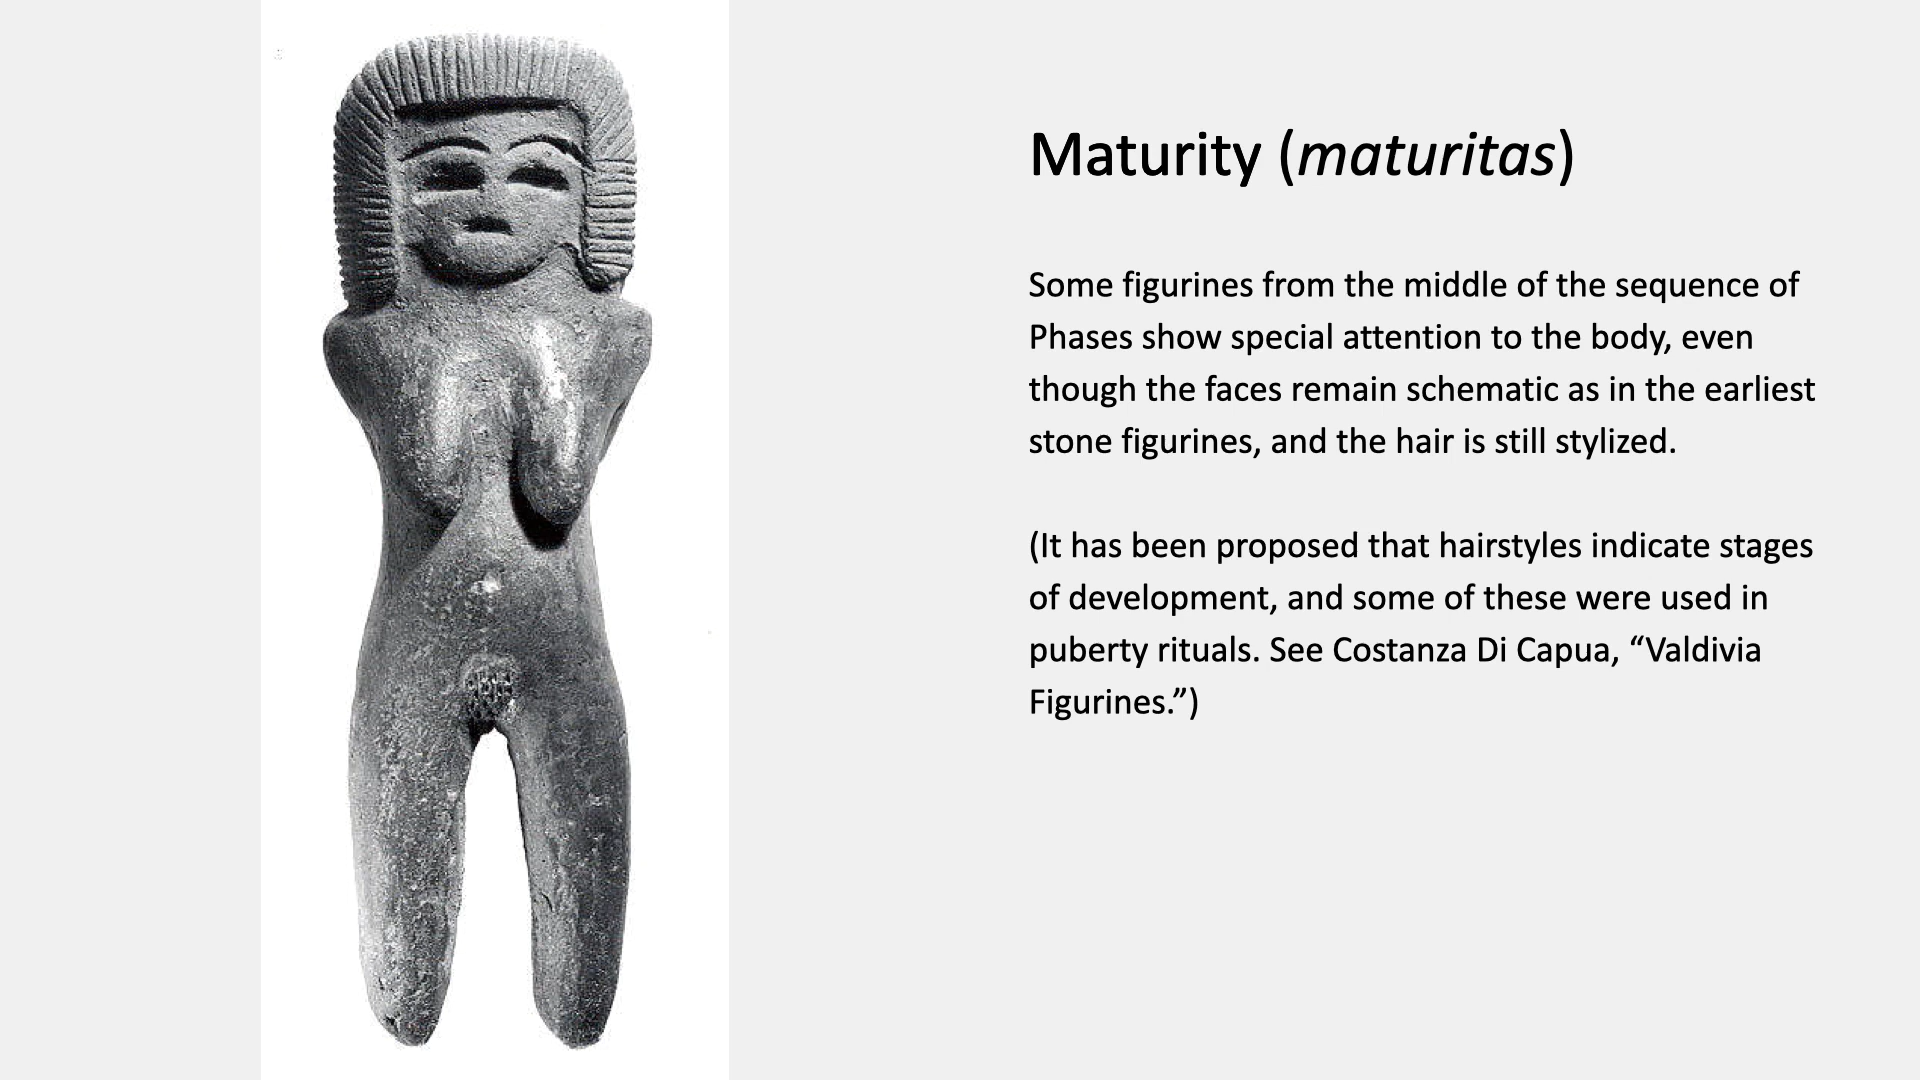 Maturity (maturitas)
Some figurines from the middle of the sequence of
Phases show special attention to the body, even
though the faces remain schematic as in the earliest
stone figurines, and the hair is still stylized.
(It has been proposed that hairstyles indicate stages
of development, and some of these were used in
puberty rituals. See Costanza Di Capua, “Valdivia
Figurines.”)